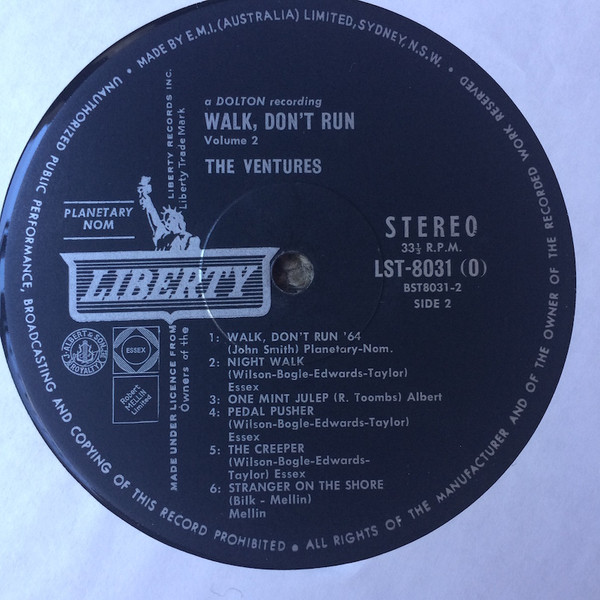 MADE BY E.M.I. (AUSTRALIA) LIMITED, SYDNEY, N.S.W. • ALL RIGHTS OF THE MANUFACTURER AND OF THE OWNER OF THE RECORDED WORK RESERVED • UNAUTHORIZED PUBLIC PERFORMANCE, BROADCASTING AND COPYING OF THIS RECORD PROHIBITED •
a DOLTON recording
WALK, DON'T RUN
Volume 2
THE VENTURES
LIBERTY RECORDS INC.
Liberty Trade Mark
PLANETARY
NOM
LIBERTY
STEREO
33⅓ R.P.M.
LST-8031 (O)
BST8031-2
SIDE 2
MADE UNDER LICENCE FROM
Owners of the
ALBERT & SON
ROYALTY
ESSEX
Robert
MELLIN
Limited
1: WALK, DON'T RUN '64
(John Smith) Planetary-Nom.
2: NIGHT WALK
(Wilson-Bogle-Edwards-Taylor)
Essex
3: ONE MINT JULEP (R. Toombs) Albert
4: PEDAL PUSHER
(Wilson-Bogle-Edwards-Taylor)
Essex
5: THE CREEPER
(Wilson-Bogle-Edwards-
Taylor) Essex
6: STRANGER ON THE SHORE
(Bilk - Mellin)
Mellin